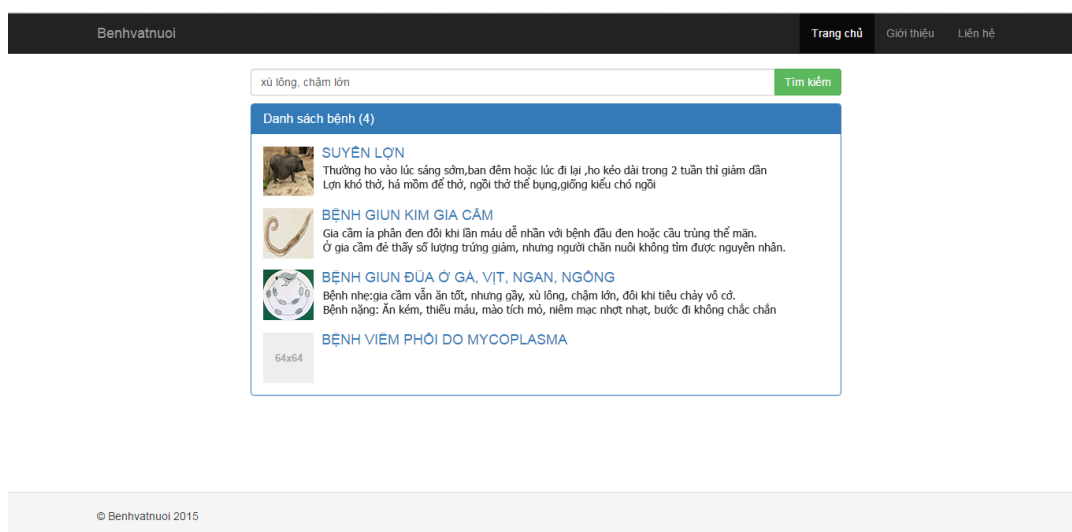 Benhvatnuoi
Trang chủ
Giới thiệu
Liên hệ
xù lông, chậm lớn
Tìm kiếm
Danh sách bệnh (4)
SUYỄN LỢN
Thường ho vào lúc sáng sớm,ban đêm hoặc lúc đi lại ,ho kéo dài trong 2 tuần thì giảm dần
Lợn khó thở, há mồm để thở, ngồi thở thể bụng,giống kiểu chó ngồi
BỆNH GIUN KIM GIA CẦM
Gia cầm ỉa phân đen đôi khi lẫn máu dễ nhần với bệnh đầu đen hoặc cầu trùng thể mãn.
Ở gia cầm đẻ thấy số lượng trứng giảm, nhưng người chăn nuôi không tìm được nguyên nhân.
BỆNH GIUN ĐŨA Ở GÀ, VỊT, NGAN, NGỖNG
Bệnh nhẹ:gia cầm vẫn ăn tốt, nhưng gầy, xù lông, chậm lớn, đôi khi tiêu chảy vô cớ.
Bệnh nặng: Ăn kém, thiếu máu, mào tích mỏ, niêm mạc nhợt nhạt, bước đi không chắc chắn
64x64
BỆNH VIÊM PHỔI DO MYCOPLASMA
© Benhvatnuoi 2015